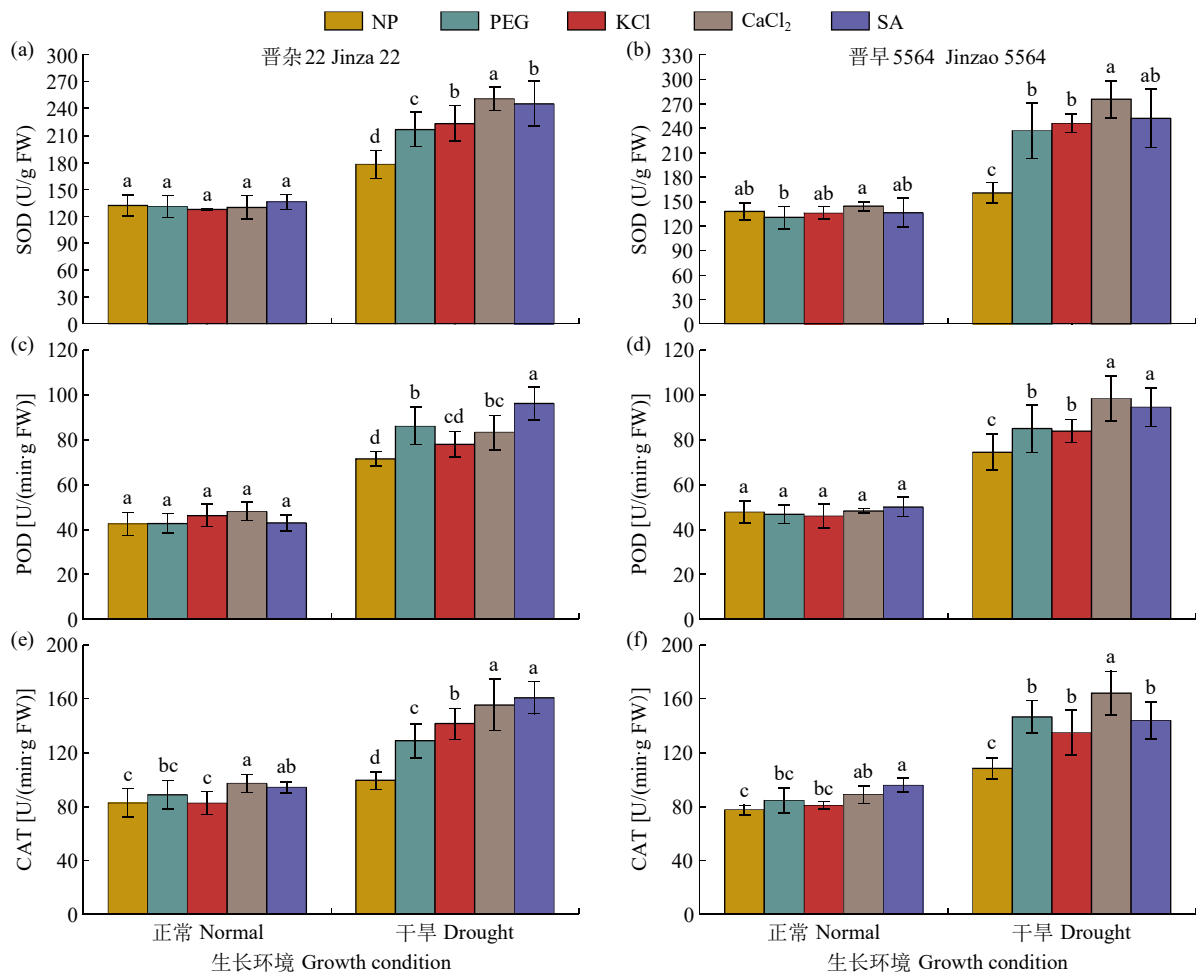 NP PEG KCl CaCl₂ SA
(a) 晋杂22 Jinza 22
SOD (U/g FW)
300
270
240
210
180
150
120
90
60
30
0
a a a a a d c b a b
(b) 晋早5564 Jinzao 5564
SOD (U/g FW)
330
300
270
240
210
180
150
120
90
60
30
0
ab b ab a ab c b b a ab
(c)
POD [U/(min·g FW)]
120
100
80
60
40
20
0
a a a a a d b cd bc a
(d)
POD [U/(min·g FW)]
120
100
80
60
40
20
0
a a a a a c b b a a
(e)
CAT [U/(min·g FW)]
200
160
120
80
40
0
c bc c a ab d c b a a
正常 Normal 干旱 Drought
生长环境 Growth condition
(f)
CAT [U/(min·g FW)]
200
160
120
80
40
0
c bc bc ab a c b b a b
正常 Normal 干旱 Drought
生长环境 Growth condition